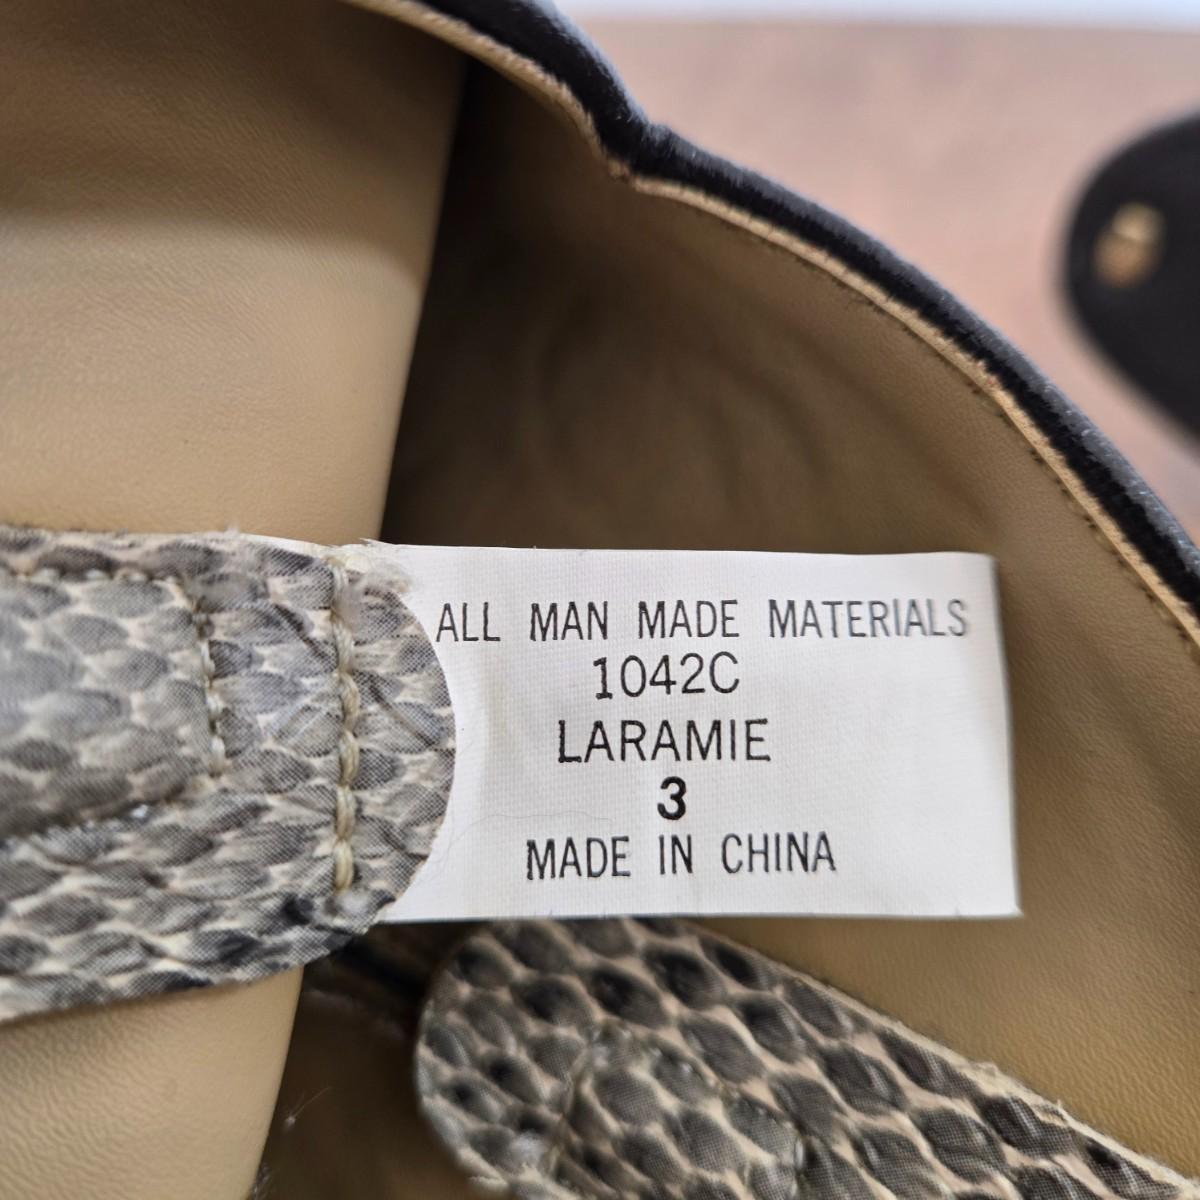 ALL MAN MADE MATERIALS
1042C
LARAMIE
3
MADE IN CHINA